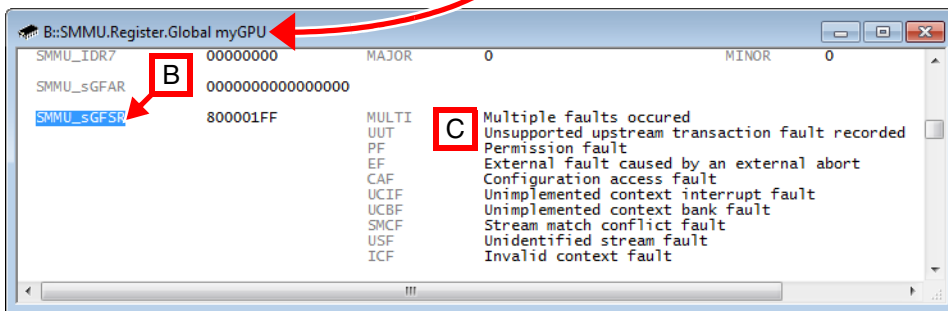 B::SMMU.Register.Global myGPU
SMMU_IDR7 00000000 MAJOR 0 MINOR 0
B
SMMU_sGFAR 0000000000000000
SMMU_sGFSR 800001FF MULTI Multiple faults occured
C
UUT Unsupported upstream transaction fault recorded
PF Permission fault
EF External fault caused by an external abort
CAF Configuration access fault
UCIF Unimplemented context interrupt fault
UCBF Unimplemented context bank fault
SMCF Stream match conflict fault
USF Unidentified stream fault
ICF Invalid context fault